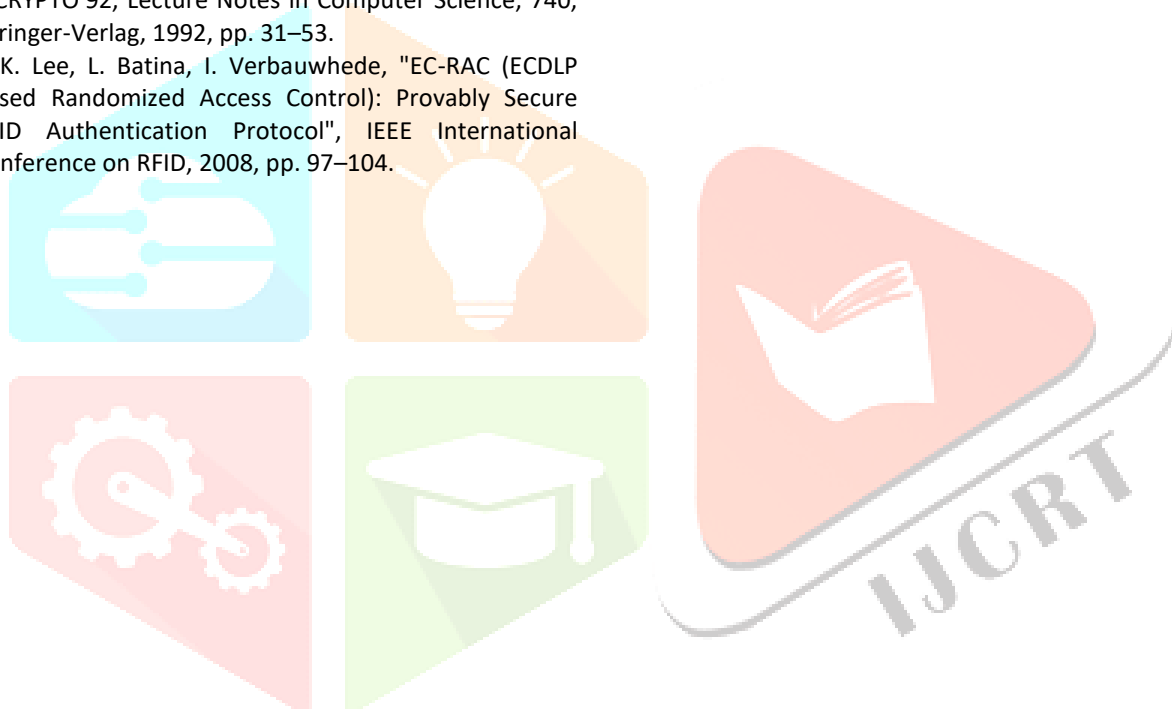 CRYPTO'92, Lecture Notes in Computer Science, 740,
ringer-Verlag, 1992, pp. 31–53.
K. Lee, L. Batina, I. Verbauwhede, "EC-RAC (ECDLP
sed Randomized Access Control): Provably Secure
ID Authentication Protocol", IEEE International
nference on RFID, 2008, pp. 97–104.
IJCRT